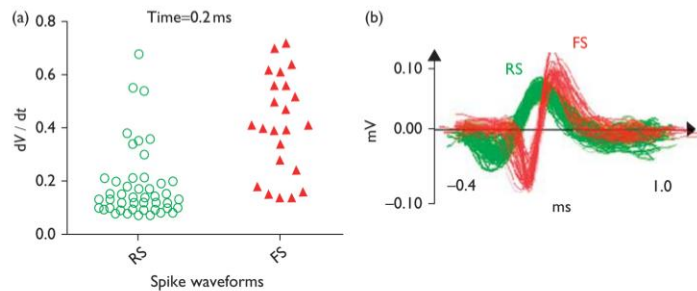 (a)
Time=0.2 ms
0.8
0.6
0.4
0.2
0.0
dV / dt
RS
FS
Spike waveforms
(b)
FS
RS
0.10
0.00
−0.10
mV
−0.4
1.0
ms